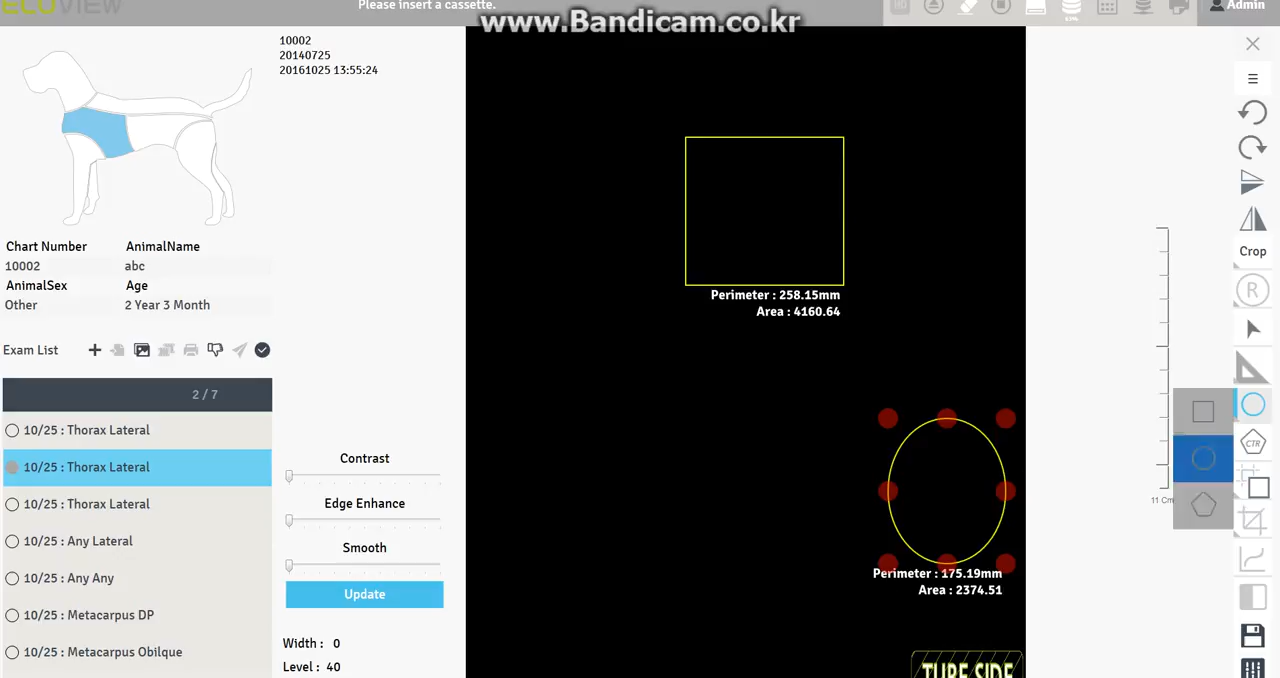 ECOVIEW
Please insert a cassette.
www.Bandicam.co.kr
HD
Admin
10002
20140725
20161025 13:55:24
Chart Number AnimalName
10002 abc
AnimalSex Age
Other 2 Year 3 Month
Exam List
2 / 7
10/25 : Thorax Lateral
10/25 : Thorax Lateral
10/25 : Thorax Lateral
10/25 : Any Lateral
10/25 : Any Any
10/25 : Metacarpus DP
10/25 : Metacarpus Obilque
Contrast
Edge Enhance
Smooth
Update
Width : 0
Level : 40
Perimeter : 258.15mm
Area : 4160.64
Perimeter : 175.19mm
Area : 2374.51
TUBE SIDE
11 Cm
Crop
R
CTR